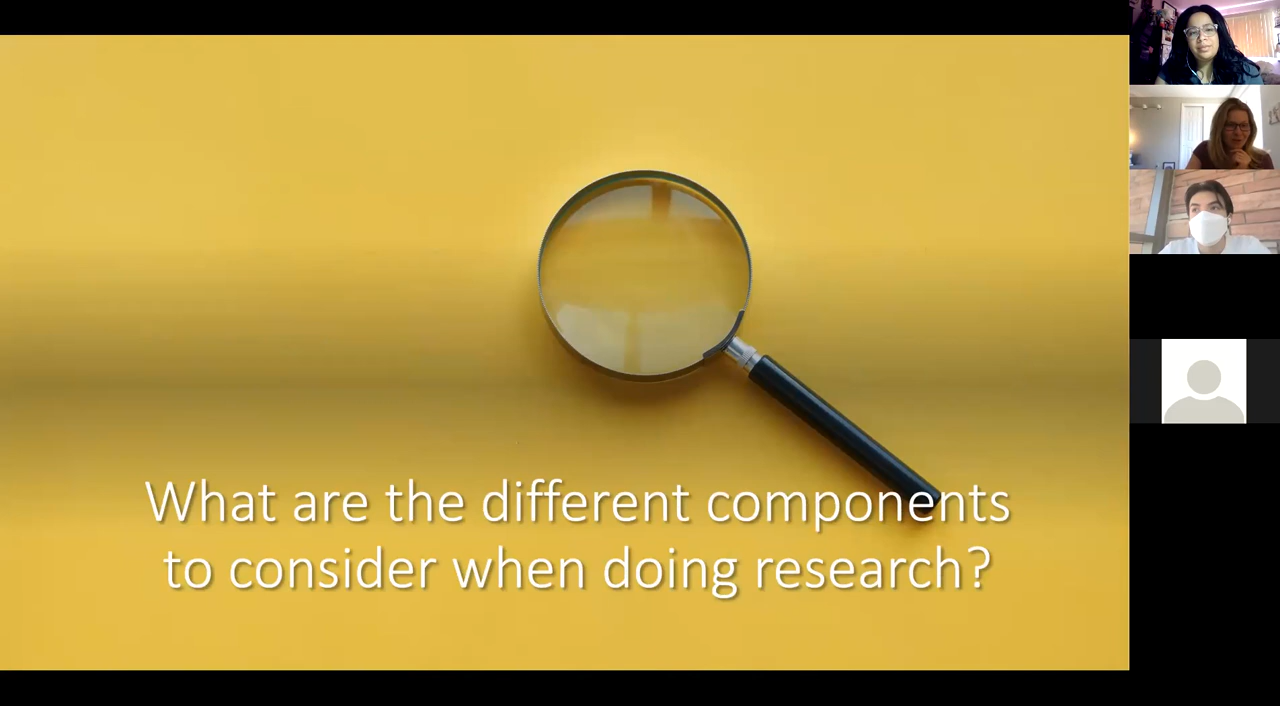 What are the different components
to consider when doing research?